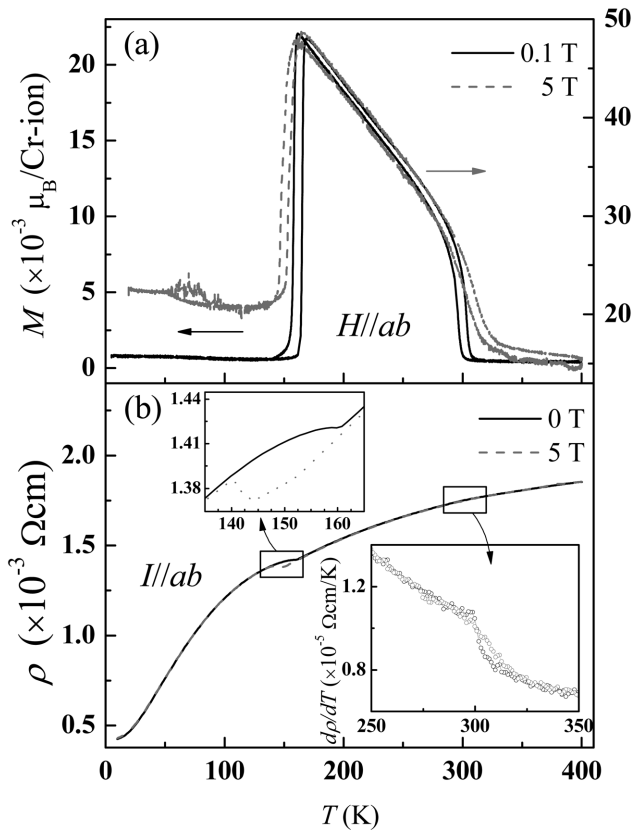 (a)
0.1 T
5 T
M (×10⁻³ μB/Cr-ion)
20
15
10
5
0
50
40
30
20
H//ab
(b)
0 T
5 T
ρ (×10⁻³ Ωcm)
2.0
1.5
1.0
0.5
I//ab
1.44
1.41
1.38
140 150 160
dρ/dT (×10⁻⁵ Ωcm/K)
1.2
0.8
250 300 350
0 100 200 300 400
T (K)